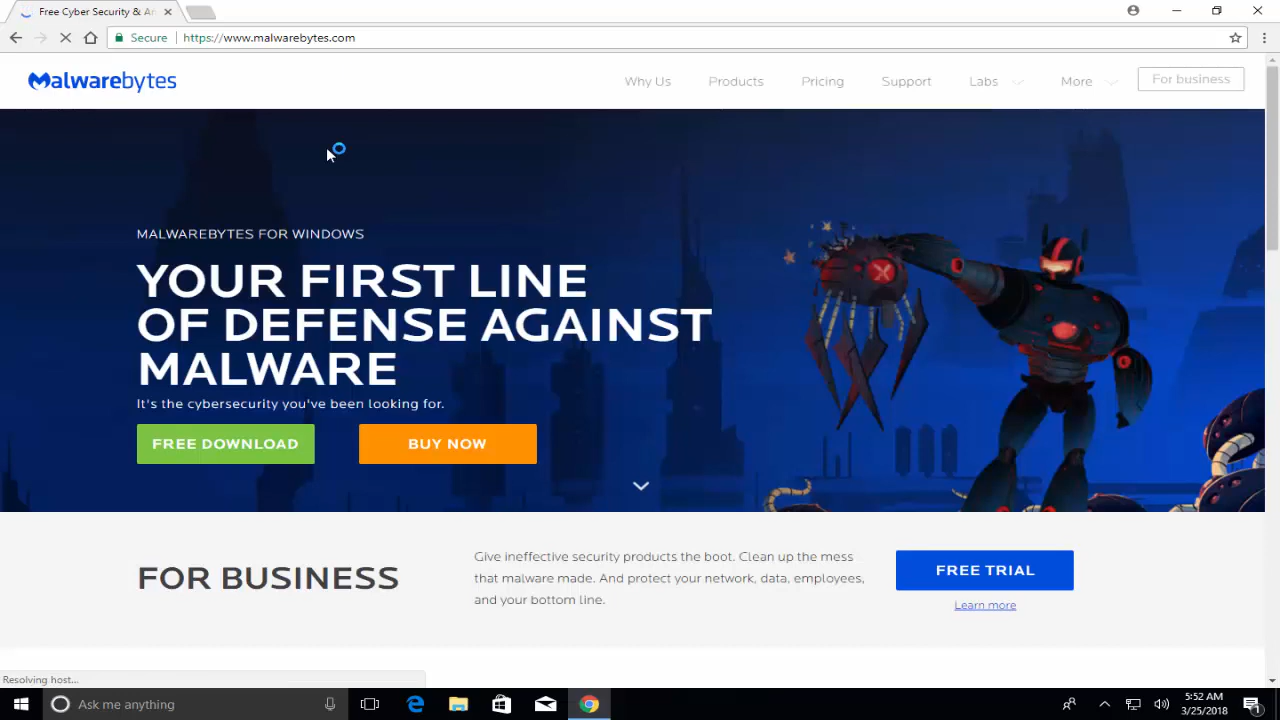 Free Cyber Security & An
Secure
https://www.malwarebytes.com
Malwarebytes
Why Us
Products
Pricing
Support
Labs
More
For business
MALWAREBYTES FOR WINDOWS
YOUR FIRST LINE
OF DEFENSE AGAINST
MALWARE
It's the cybersecurity you've been looking for.
FREE DOWNLOAD
BUY NOW
FOR BUSINESS
Give ineffective security products the boot. Clean up the mess
that malware made. And protect your network, data, employees,
and your bottom line.
FREE TRIAL
Learn more
Resolving host...
Ask me anything
5:52 AM
3/25/2018
1